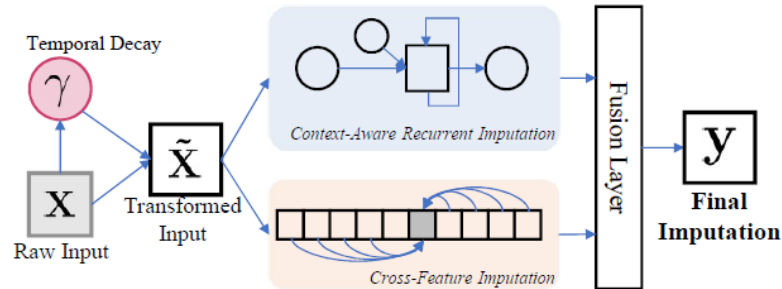 Temporal Decay
γ
x
Raw Input
x̃
Transformed
Input
Context-Aware Recurrent Imputation
Cross-Feature Imputation
Fusion Layer
y
Final
Imputation